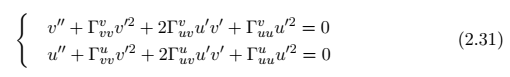 v′′ + Γ^v_{vv}v′² + 2Γ^v_{uv}u′v′ + Γ^v_{uu}u′² = 0
u′′ + Γ^u_{vv}v′² + 2Γ^u_{uv}u′v′ + Γ^u_{uu}u′² = 0
(2.31)